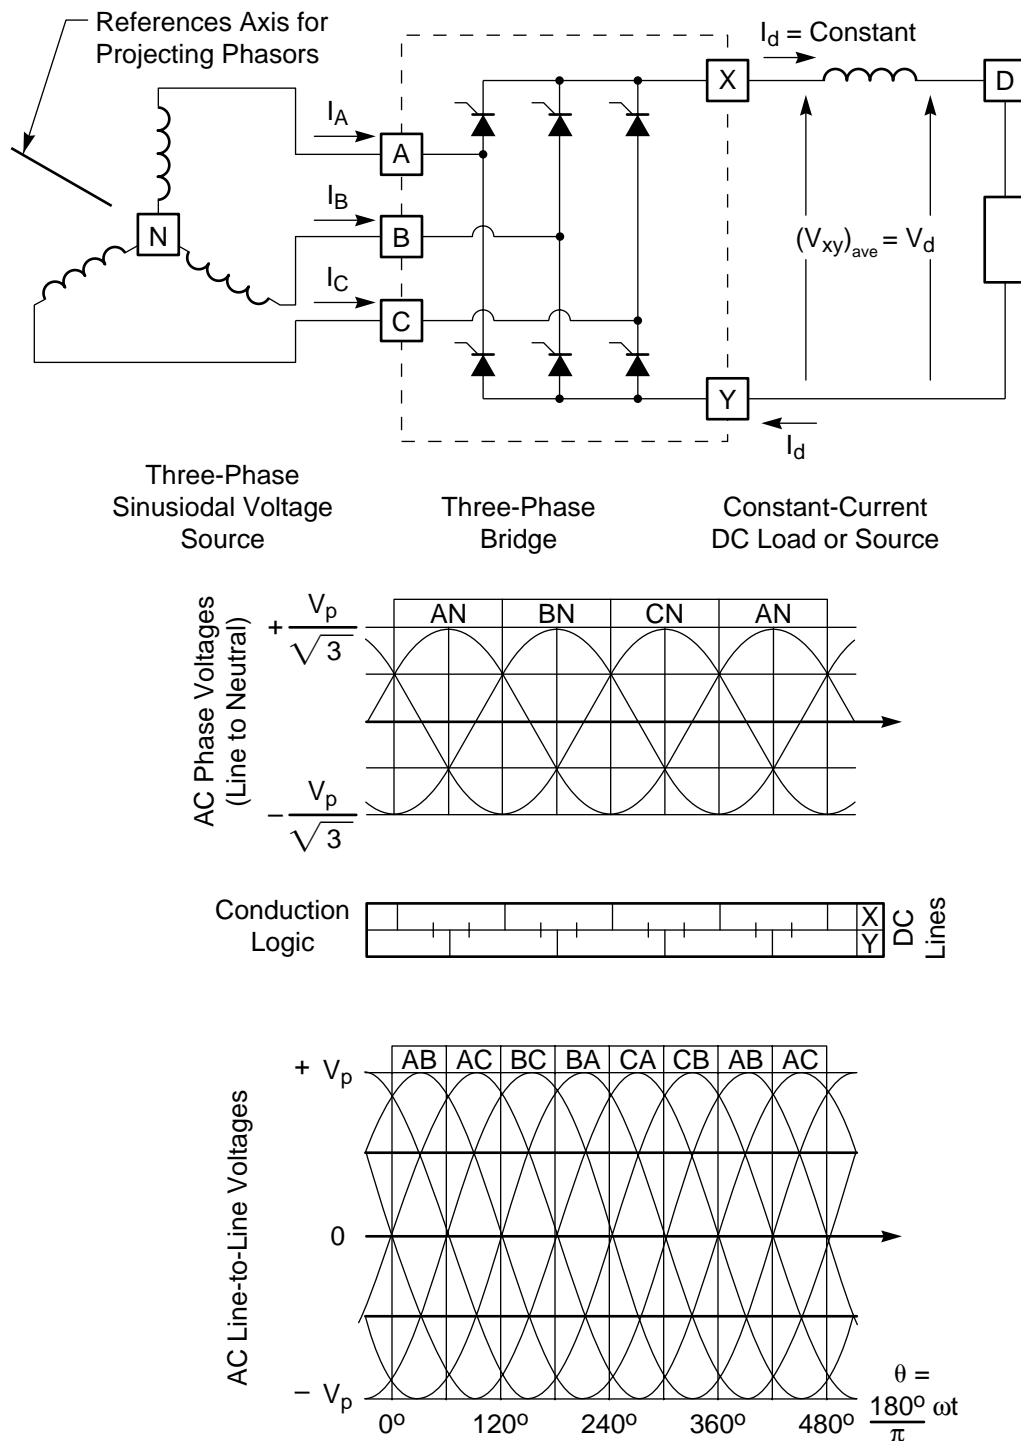 References Axis for
Projecting Phasors
I_d = Constant
X
D
I_A
A
I_B
N
B
(V_xy)_ave = V_d
I_C
C
Y
I_d
Three-Phase
Sinusiodal Voltage
Source
Three-Phase
Bridge
Constant-Current
DC Load or Source
AC Phase Voltages
(Line to Neutral)
+ V_p/√3
AN BN CN AN
− V_p/√3
Conduction
Logic
X
Y
DC
Lines
AC Line-to-Line Voltages
+ V_p
AB AC BC BA CA CB AB AC
0
− V_p
0° 120° 240° 360° 480°
θ =
180°/π ωt